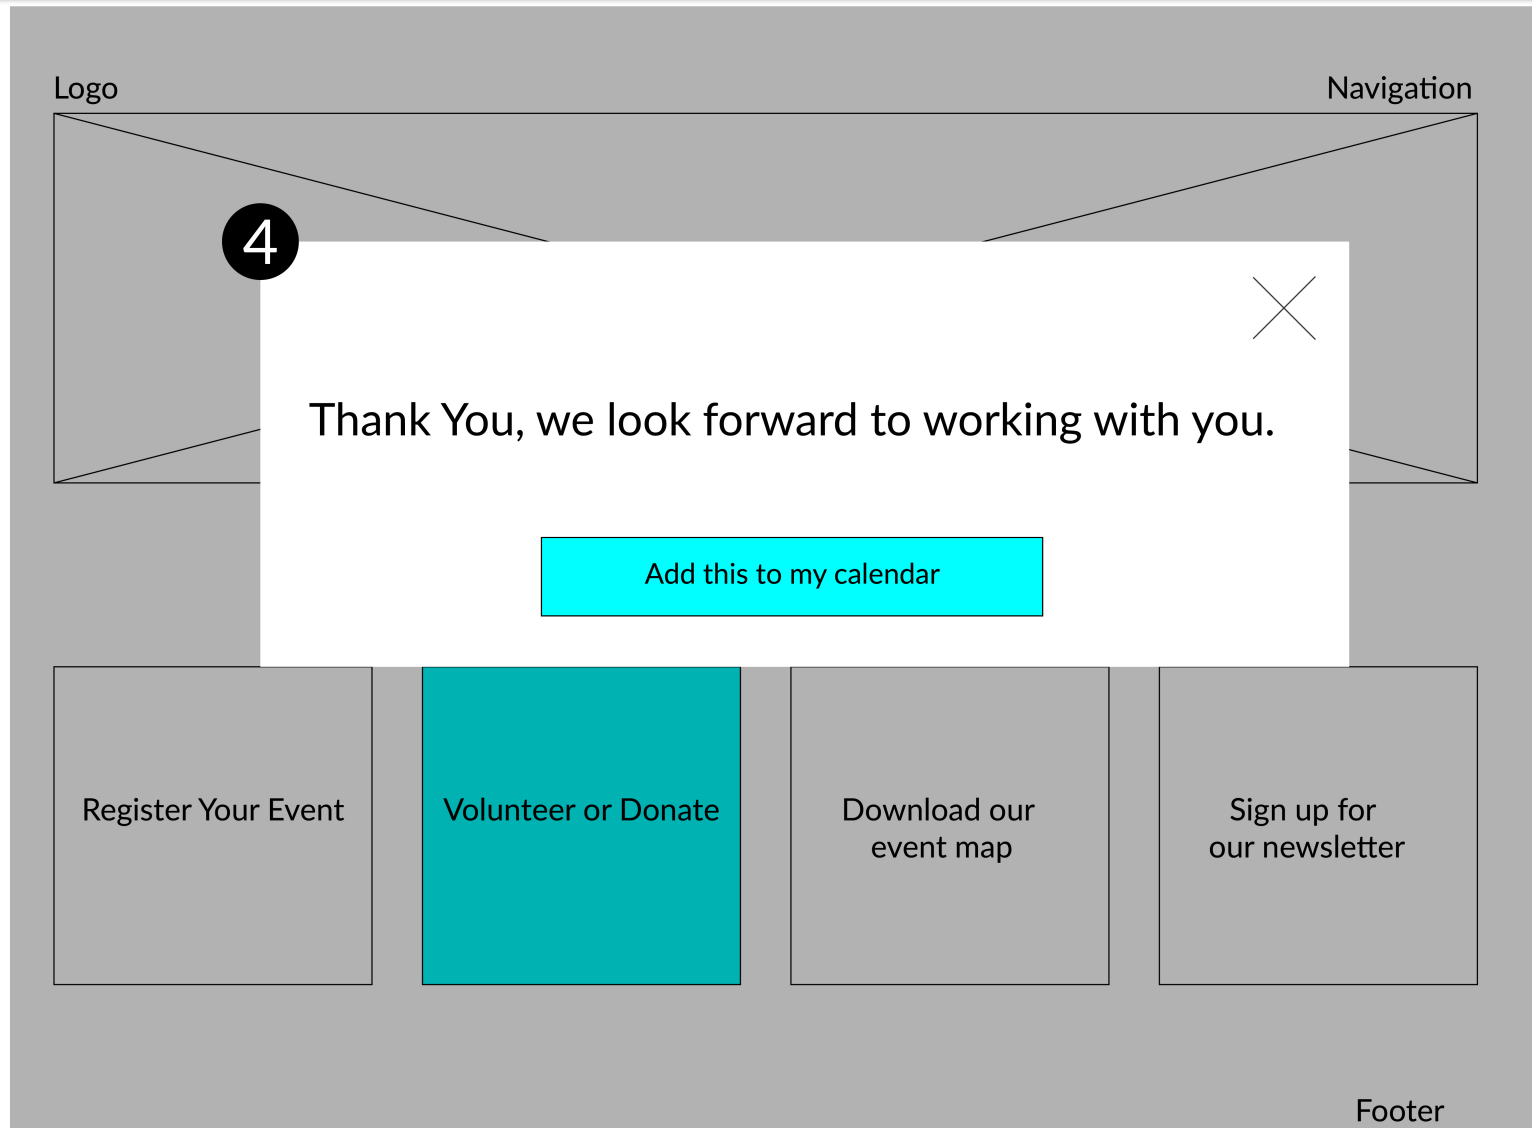 Logo
Navigation
4
Thank You, we look forward to working with you.
Add this to my calendar
Register Your Event
Volunteer or Donate
Download our
event map
Sign up for
our newsletter
Footer